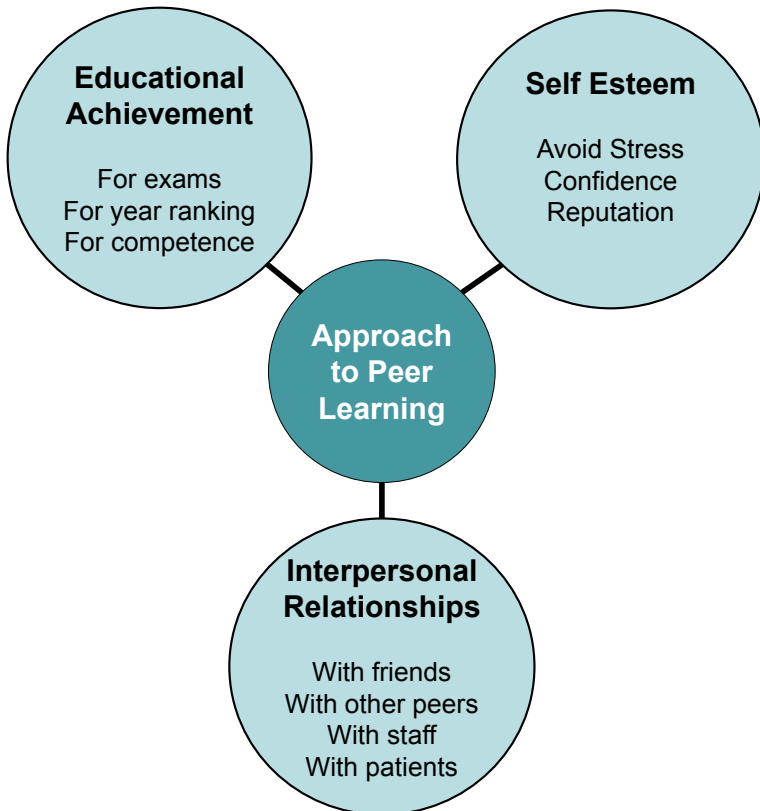 Educational
Achievement
For exams
For year ranking
For competence
Self Esteem
Avoid Stress
Confidence
Reputation
Approach
to Peer
Learning
Interpersonal
Relationships
With friends
With other peers
With staff
With patients